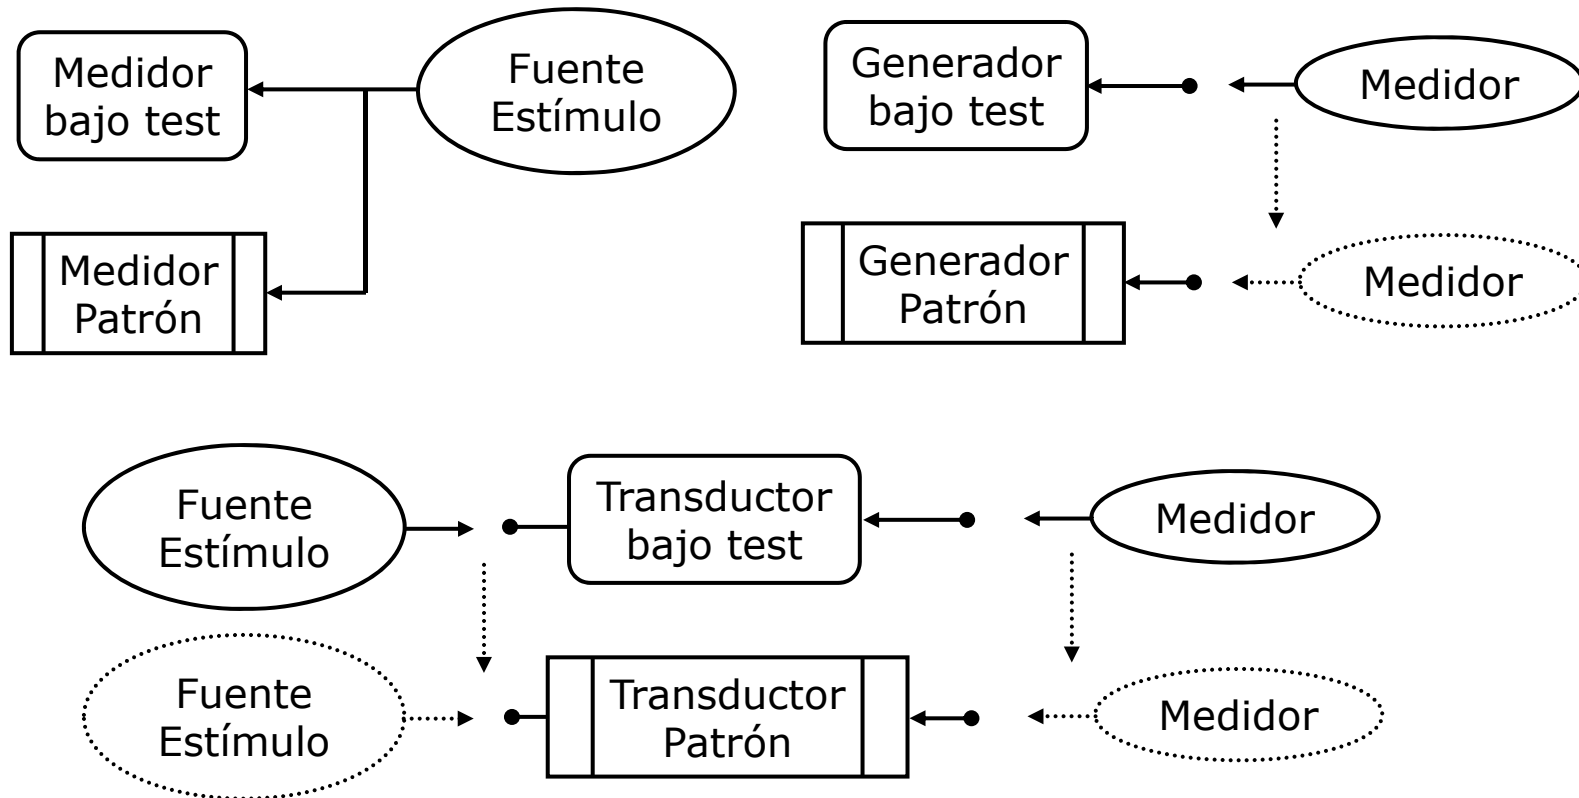 Medidor
bajo test
Fuente
Estímulo
Medidor
Patrón
Generador
bajo test
Medidor
Generador
Patrón
Medidor
Fuente
Estímulo
Transductor
bajo test
Medidor
Fuente
Estímulo
Transductor
Patrón
Medidor